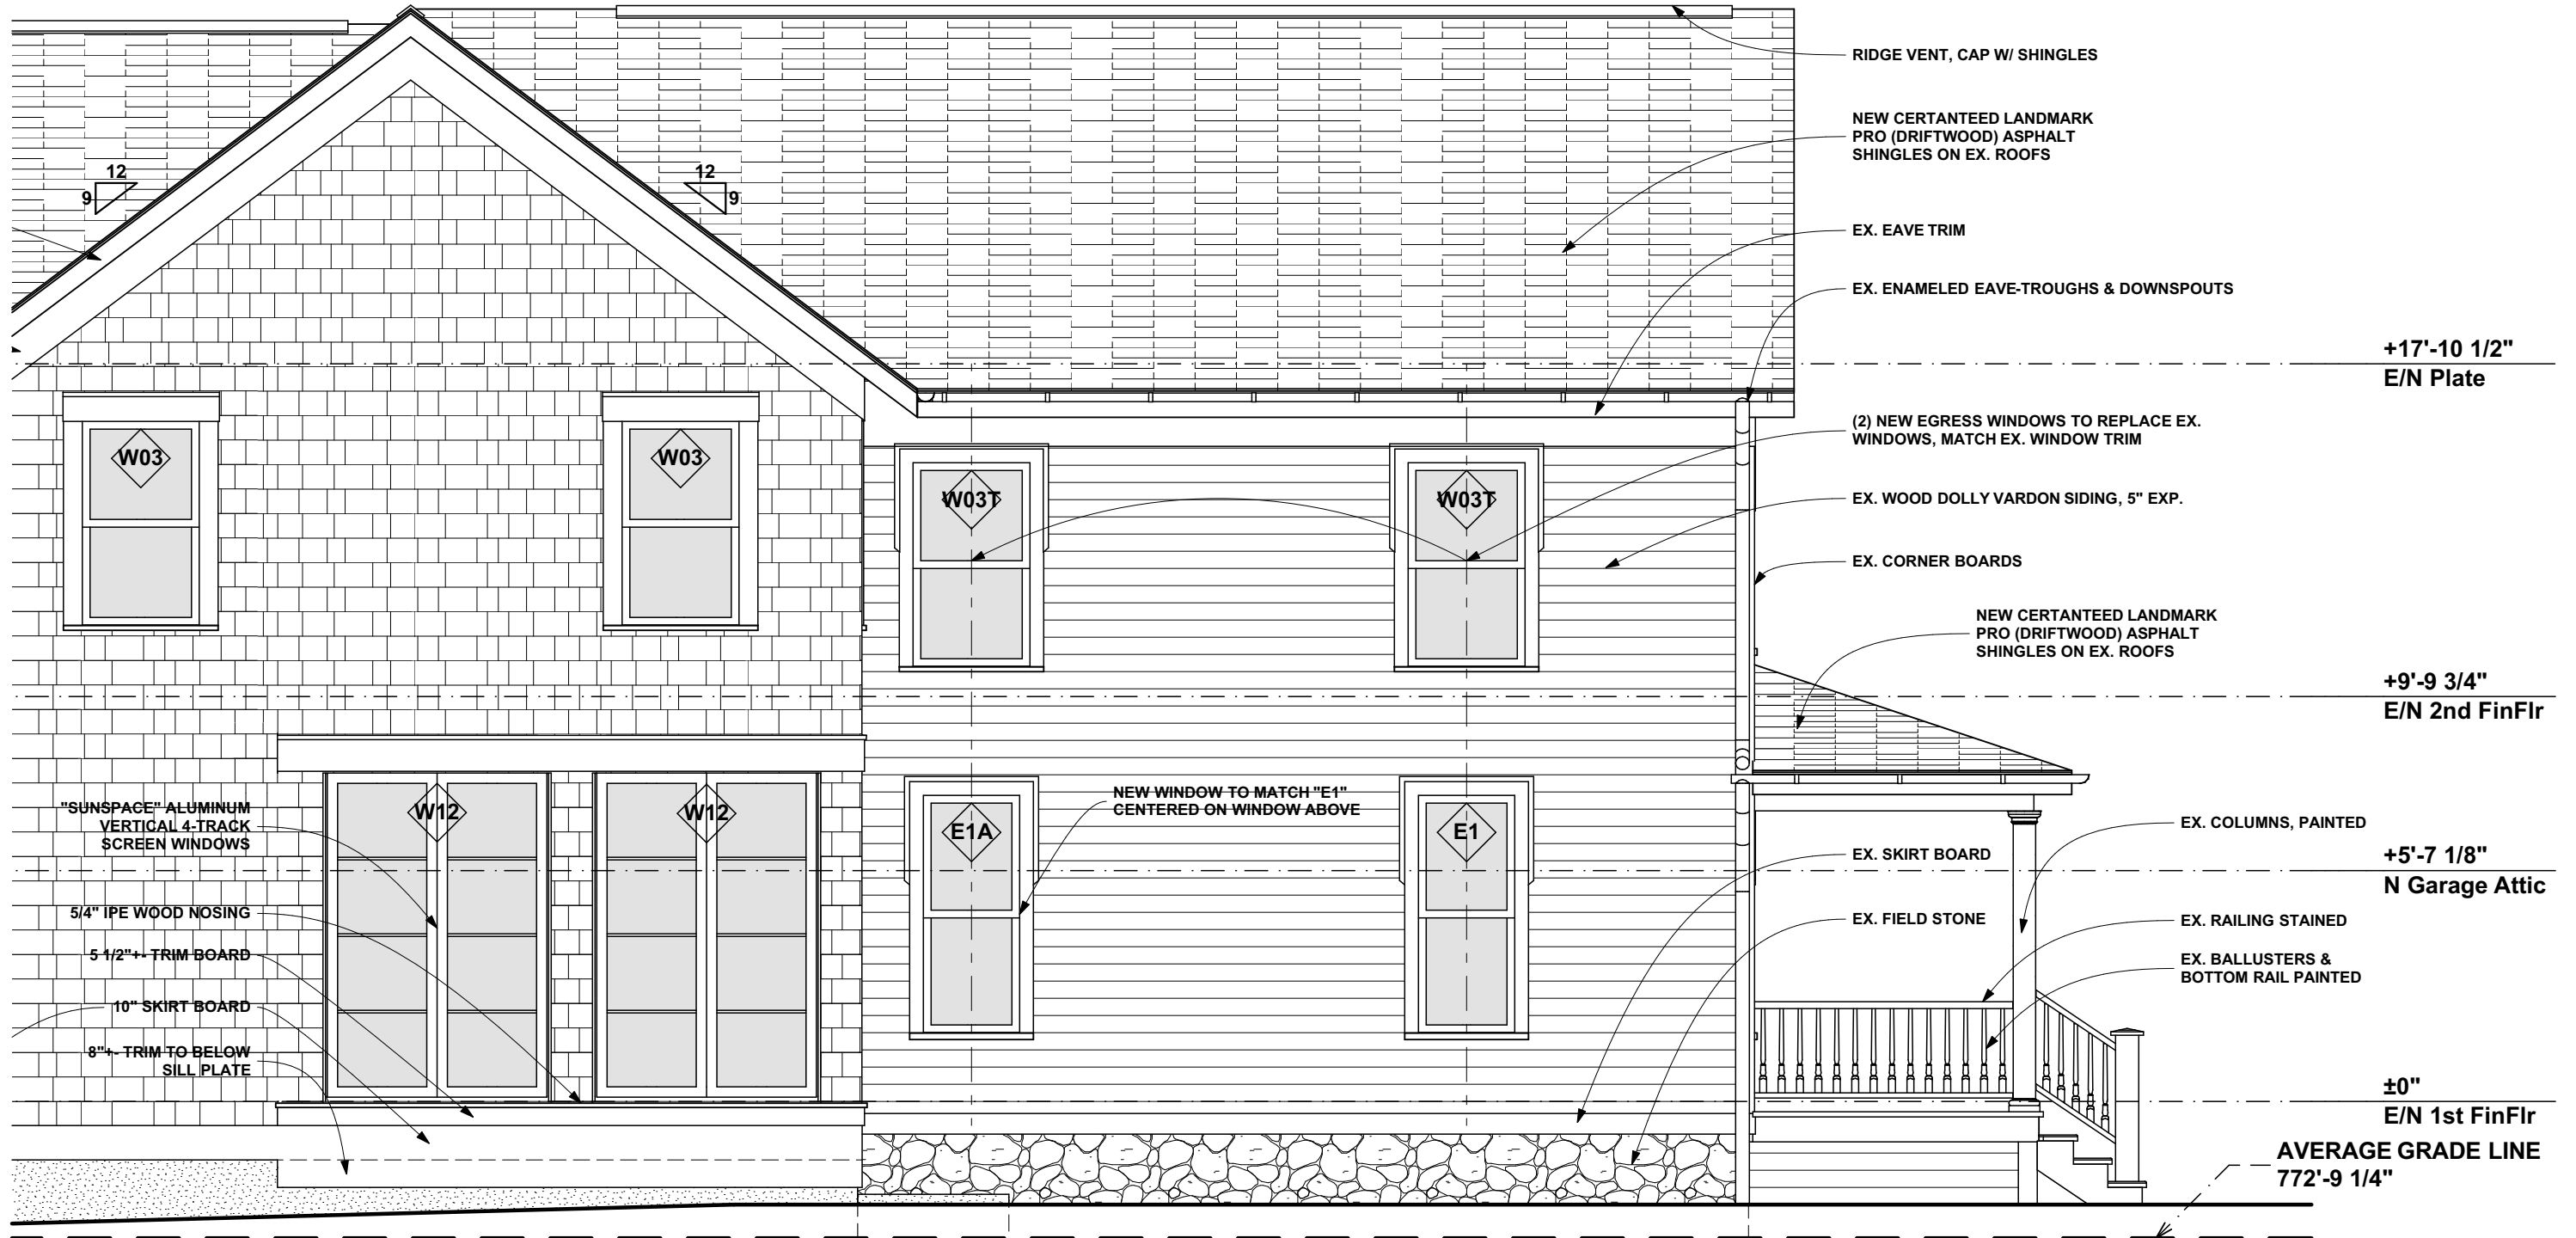 RIDGE VENT, CAP W/ SHINGLES
NEW CERTANTEED LANDMARK
PRO (DRIFTWOOD) ASPHALT
SHINGLES ON EX. ROOFS
12
9
12
9
EX. EAVE TRIM
EX. ENAMELED EAVE-TROUGHS & DOWNSPOUTS
+17'-10 1/2"
E/N Plate
(2) NEW EGRESS WINDOWS TO REPLACE EX.
WINDOWS, MATCH EX. WINDOW TRIM
W03
W03
W03T
W03T
EX. WOOD DOLLY VARDON SIDING, 5" EXP.
EX. CORNER BOARDS
NEW CERTANTEED LANDMARK
PRO (DRIFTWOOD) ASPHALT
SHINGLES ON EX. ROOFS
+9'-9 3/4"
E/N 2nd FinFlr
"SUNSPACE" ALUMINUM
VERTICAL 4-TRACK
SCREEN WINDOWS
W12
W12
E1A
NEW WINDOW TO MATCH "E1"
CENTERED ON WINDOW ABOVE
E1
EX. COLUMNS, PAINTED
EX. SKIRT BOARD
+5'-7 1/8"
N Garage Attic
5/4" IPE WOOD NOSING
EX. FIELD STONE
EX. RAILING STAINED
5 1/2"+- TRIM BOARD
EX. BALLUSTERS &
BOTTOM RAIL PAINTED
10" SKIRT BOARD
8"+- TRIM TO BELOW
SILL PLATE
±0"
E/N 1st FinFlr
AVERAGE GRADE LINE
772'-9 1/4"